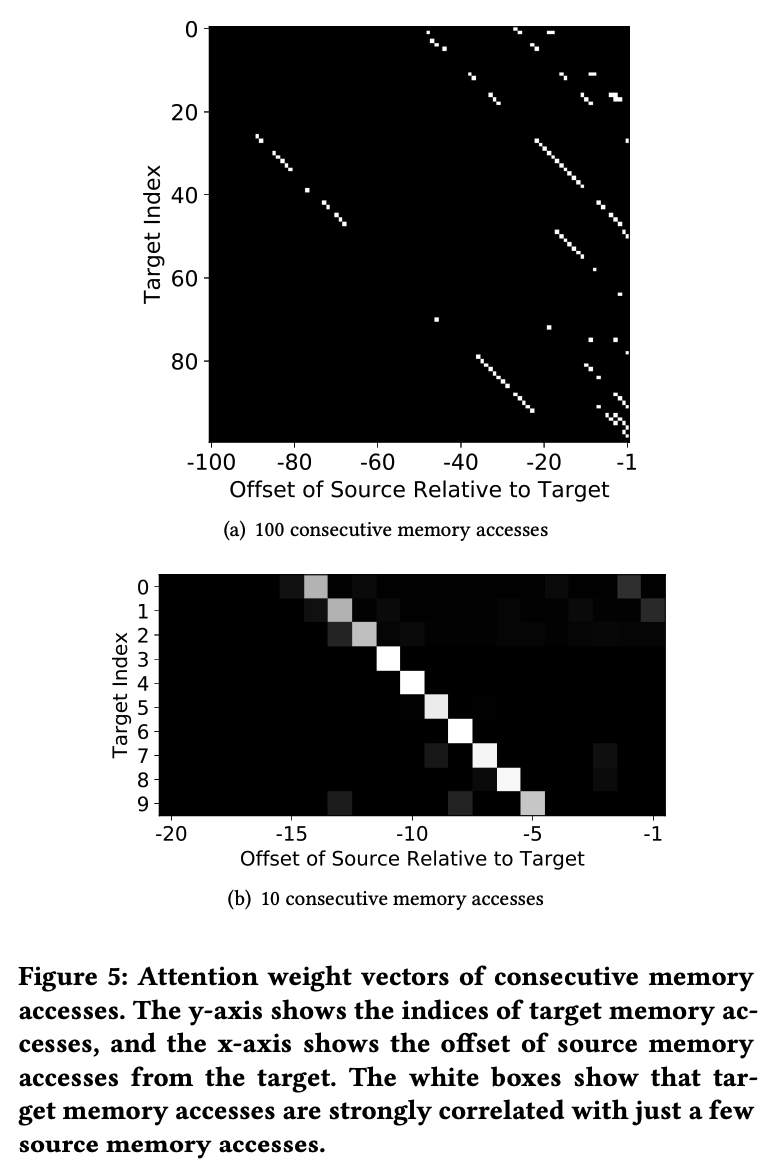 0
20
40
60
80
Target Index
-100 -80 -60 -40 -20 -1
Offset of Source Relative to Target
(a) 100 consecutive memory accesses
0
1
2
3
4
5
6
7
8
9
Target Index
-20 -15 -10 -5 -1
Offset of Source Relative to Target
(b) 10 consecutive memory accesses
Figure 5: Attention weight vectors of consecutive memory
accesses. The y-axis shows the indices of target memory ac-
cesses, and the x-axis shows the offset of source memory
accesses from the target. The white boxes show that tar-
get memory accesses are strongly correlated with just a few
source memory accesses.